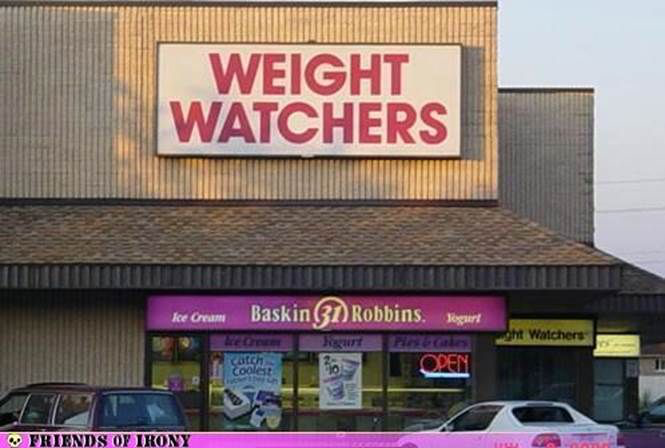 WEIGHT
WATCHERS
Ice Cream Baskin 31 Robbins. Yogurt
Ice Cream Yogurt Pies & Cakes
ght Watchers
Catch
Coolest
OPEN
FRIENDS OF IRONY